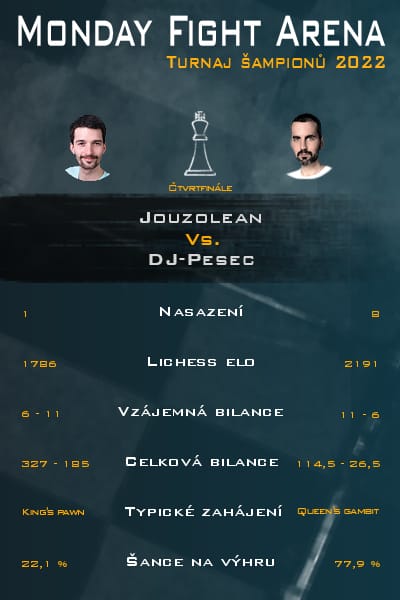 Monday Fight Arena
Turnaj šampionů 2022
Čtvrtfinále
Jouzolean
Vs.
DJ-Pesec
1 Nasazení 8
1786 Lichess elo 2191
6 - 11 Vzájemná bilance 11 - 6
327 - 185 Celková bilance 114,5 - 26,5
King's pawn Typické zahájení Queen's gambit
22,1 % Šance na výhru 77,9 %